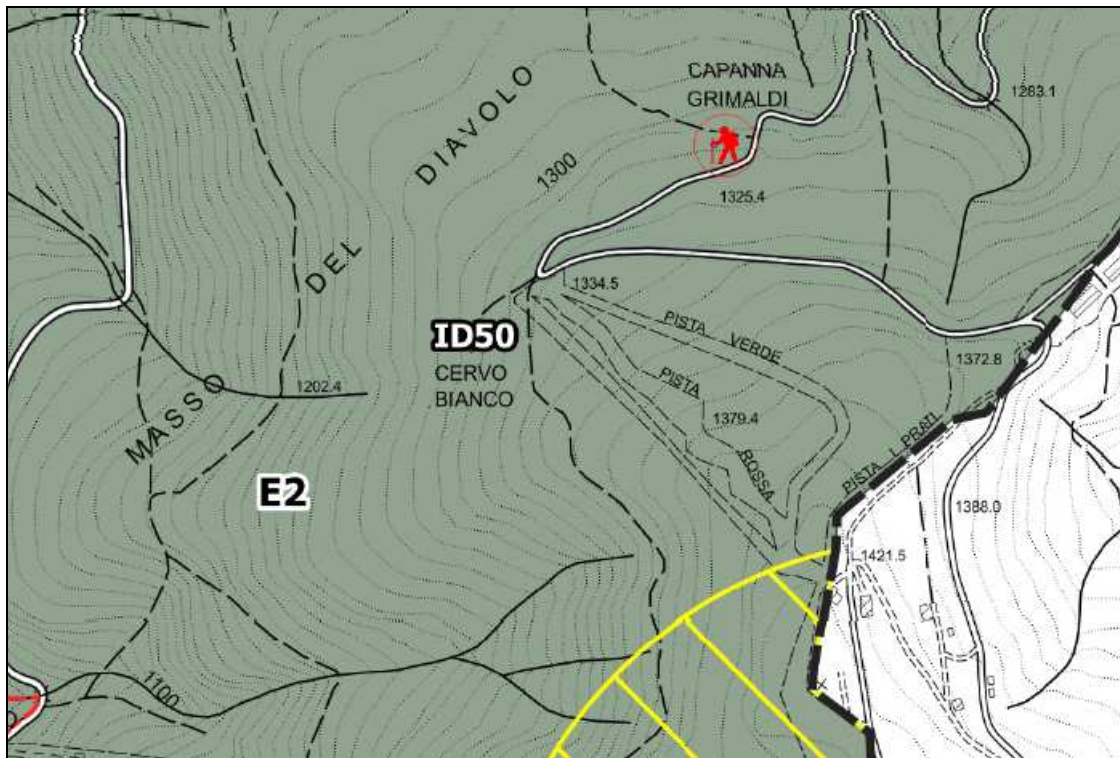 CAPANNA
GRIMALDI
1283.1
DIAVOLO
1300
1325.4
DEL
1334.5
ID50
CERVO
BIANCO
PISTA VERDE
1372.8
MASSO
1202.4
PISTA ROSSA
1379.4
PISTA I PRATI
E2
1388.0
1421.5
1100